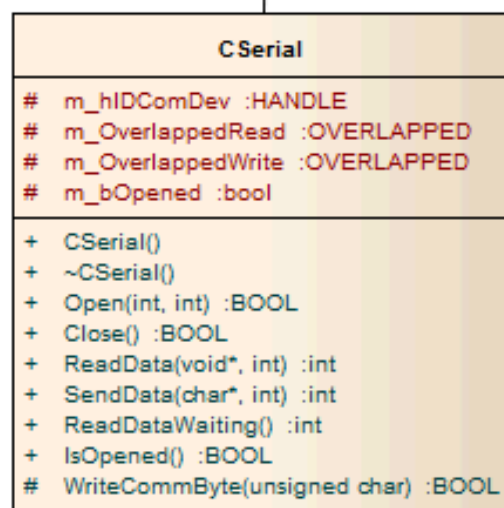 CSerial
# m_hIDComDev :HANDLE
# m_OverlappedRead :OVERLAPPED
# m_OverlappedWrite :OVERLAPPED
# m_bOpened :bool
+ CSerial()
+ ~CSerial()
+ Open(int, int) :BOOL
+ Close() :BOOL
+ ReadData(void*, int) :int
+ SendData(char*, int) :int
+ ReadDataWaiting() :int
+ IsOpened() :BOOL
# WriteCommByte(unsigned char) :BOOL